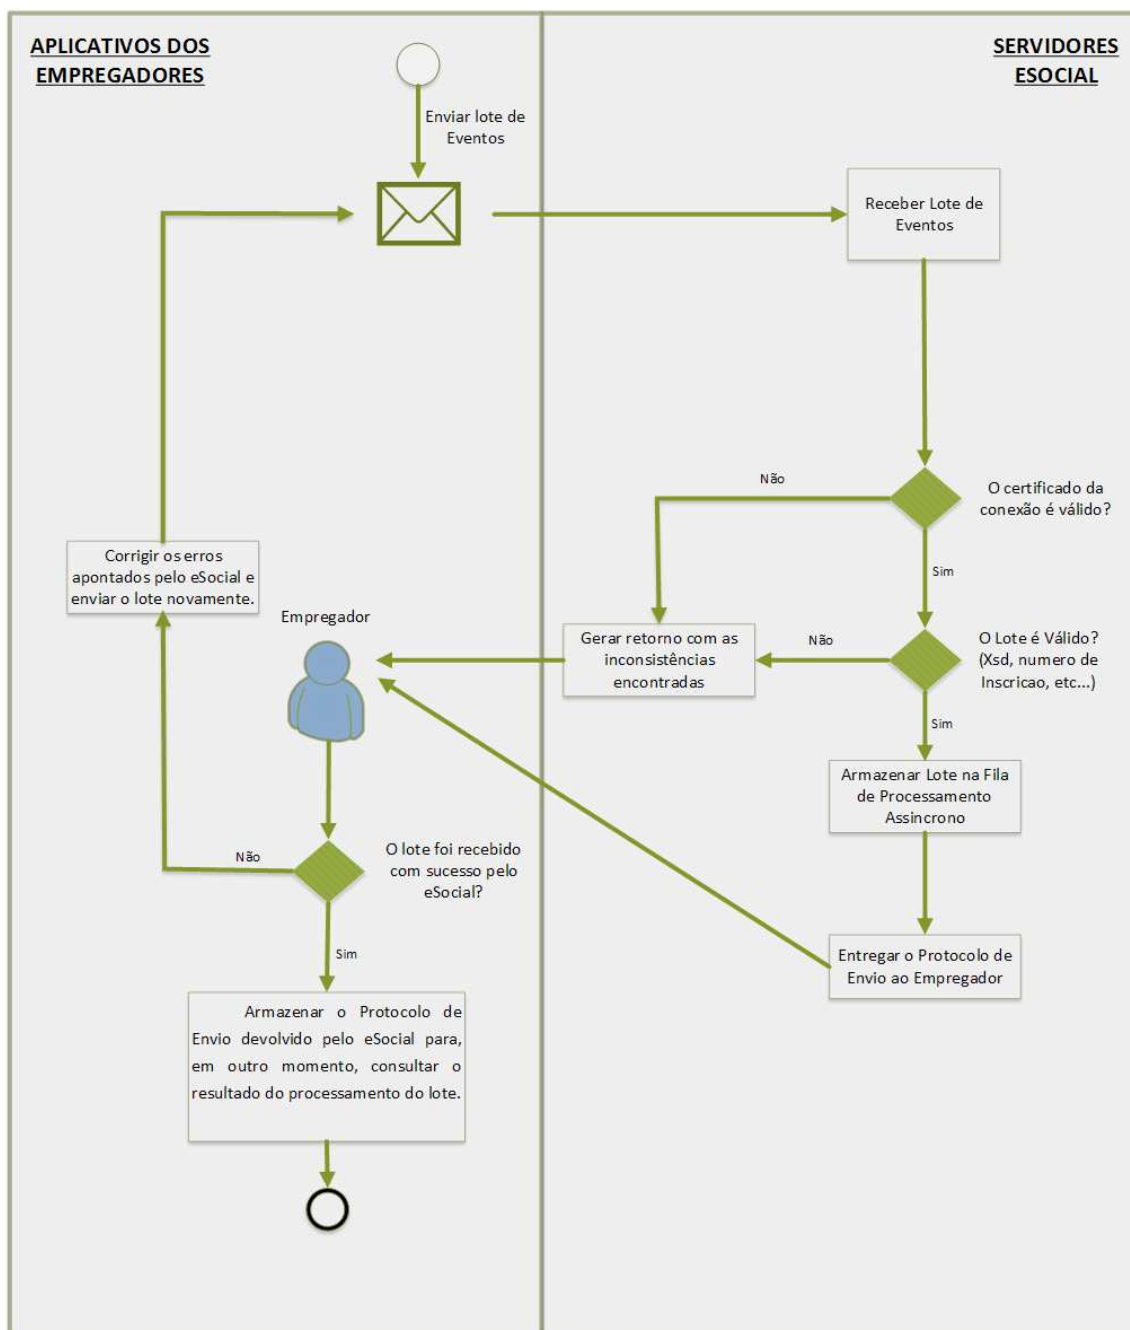 APLICATIVOS DOS
EMPREGADORES
SERVIDORES
ESOCIAL
Enviar lote de
Eventos
Receber Lote de
Eventos
Não
O certificado da
conexão é válido?
Sim
Corrigir os erros
apontados pelo eSocial e
enviar o lote novamente.
Empregador
Gerar retorno com as
inconsistências
encontradas
Não
O Lote é Válido?
(Xsd, numero de
Inscricao, etc...)
Sim
Armazenar Lote na Fila
de Processamento
Assincrono
Não
O lote foi recebido
com sucesso pelo
eSocial?
Sim
Entregar o Protocolo de
Envio ao Empregador
Armazenar o Protocolo de
Envio devolvido pelo eSocial para,
em outro momento, consultar o
resultado do processamento do lote.